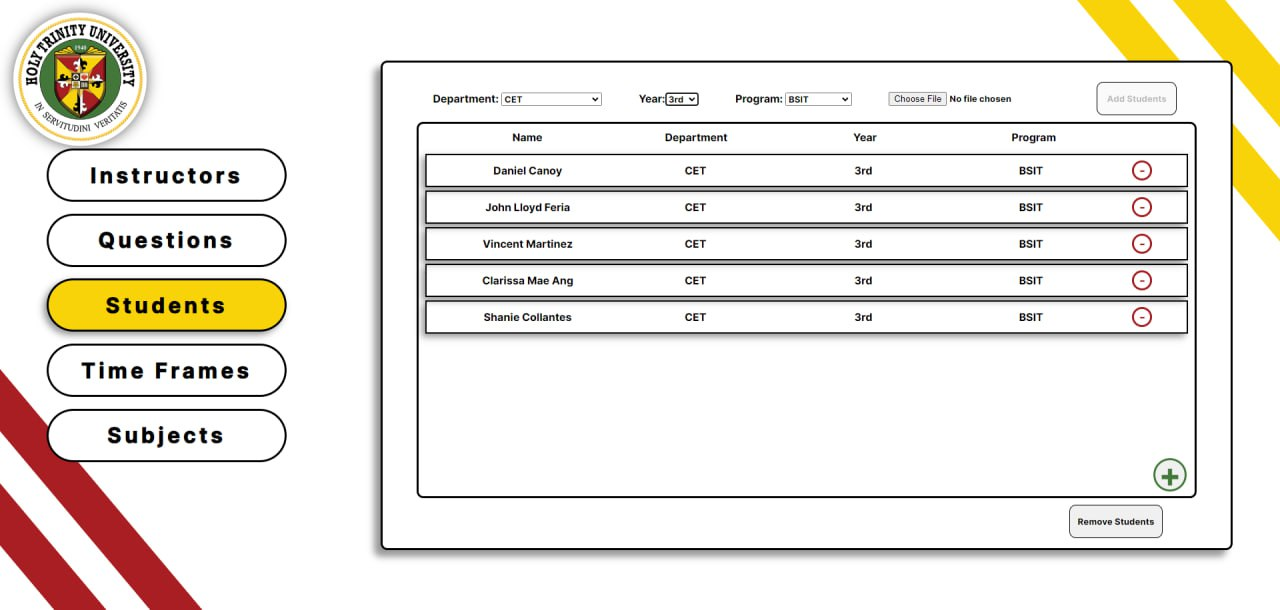 HOLY TRINITY UNIVERSITY
1940
IN SERVITUDINI VERITATIS
Instructors
Questions
Students
Time Frames
Subjects
Department: CET Year: 3rd Program: BSIT Choose File No file chosen Add Students
Name Department Year Program
Daniel Canoy CET 3rd BSIT -
John Lloyd Feria CET 3rd BSIT -
Vincent Martinez CET 3rd BSIT -
Clarissa Mae Ang CET 3rd BSIT -
Shanie Collantes CET 3rd BSIT -
+
Remove Students